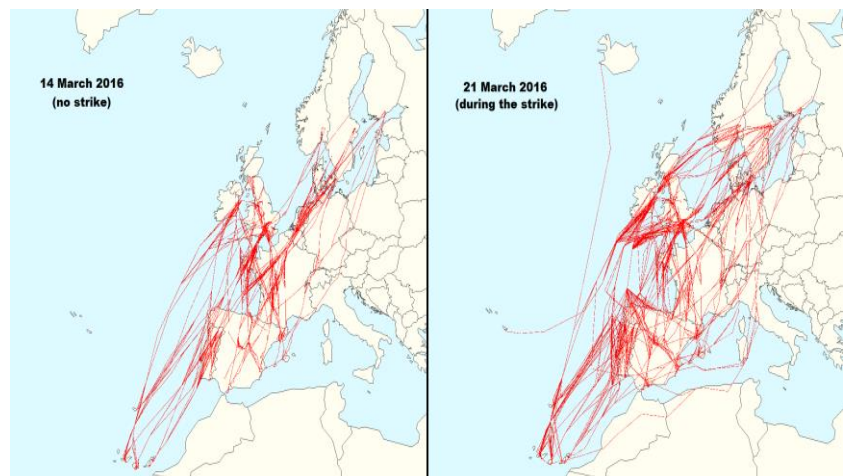 14 March 2016
(no strike)
21 March 2016
(during the strike)